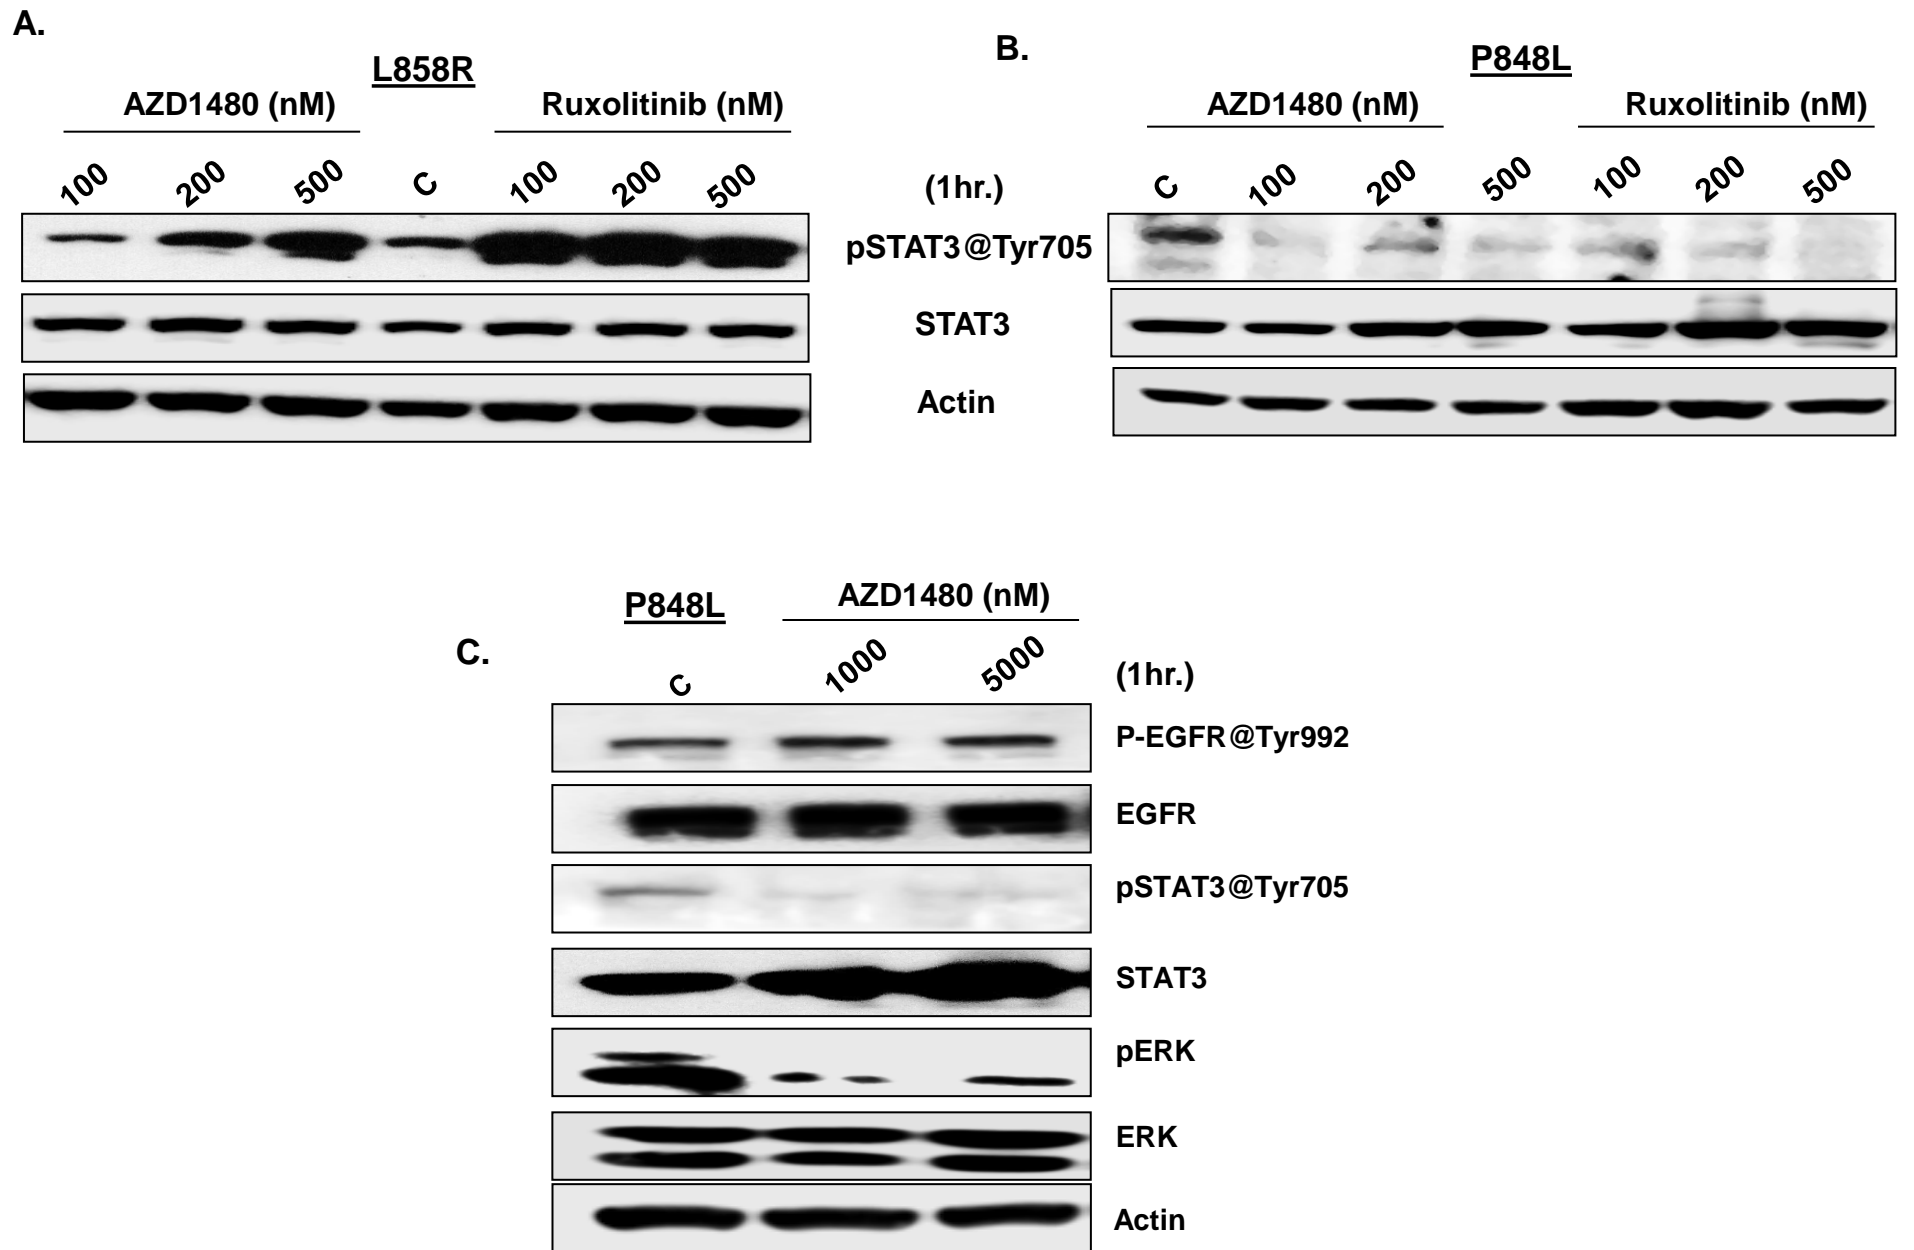 A.
L858R
AZD1480 (nM)
Ruxolitinib (nM)
100 200 500 C 100 200 500
(1hr.)
pSTAT3@Tyr705
STAT3
Actin
B.
P848L
AZD1480 (nM)
Ruxolitinib (nM)
C 100 200 500 100 200 500
C.
P848L
AZD1480 (nM)
C 1000 5000
(1hr.)
P-EGFR@Tyr992
EGFR
pSTAT3@Tyr705
STAT3
pERK
ERK
Actin